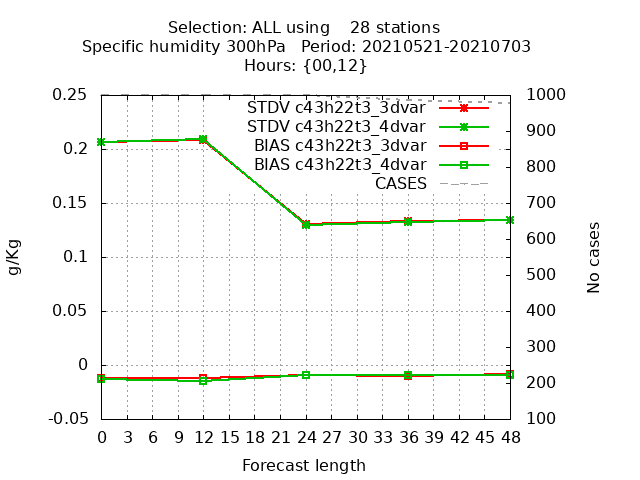 Selection: ALL using    28 stations
Specific humidity 300hPa   Period: 20210521-20210703
Hours: {00,12}
STDV c43h22t3_3dvar
STDV c43h22t3_4dvar
BIAS c43h22t3_3dvar
BIAS c43h22t3_4dvar
CASES
g/Kg
0.25
0.2
0.15
0.1
0.05
0
-0.05
No cases
1000
900
800
700
600
500
400
300
200
100
0 3 6 9 12 15 18 21 24 27 30 33 36 39 42 45 48
Forecast length